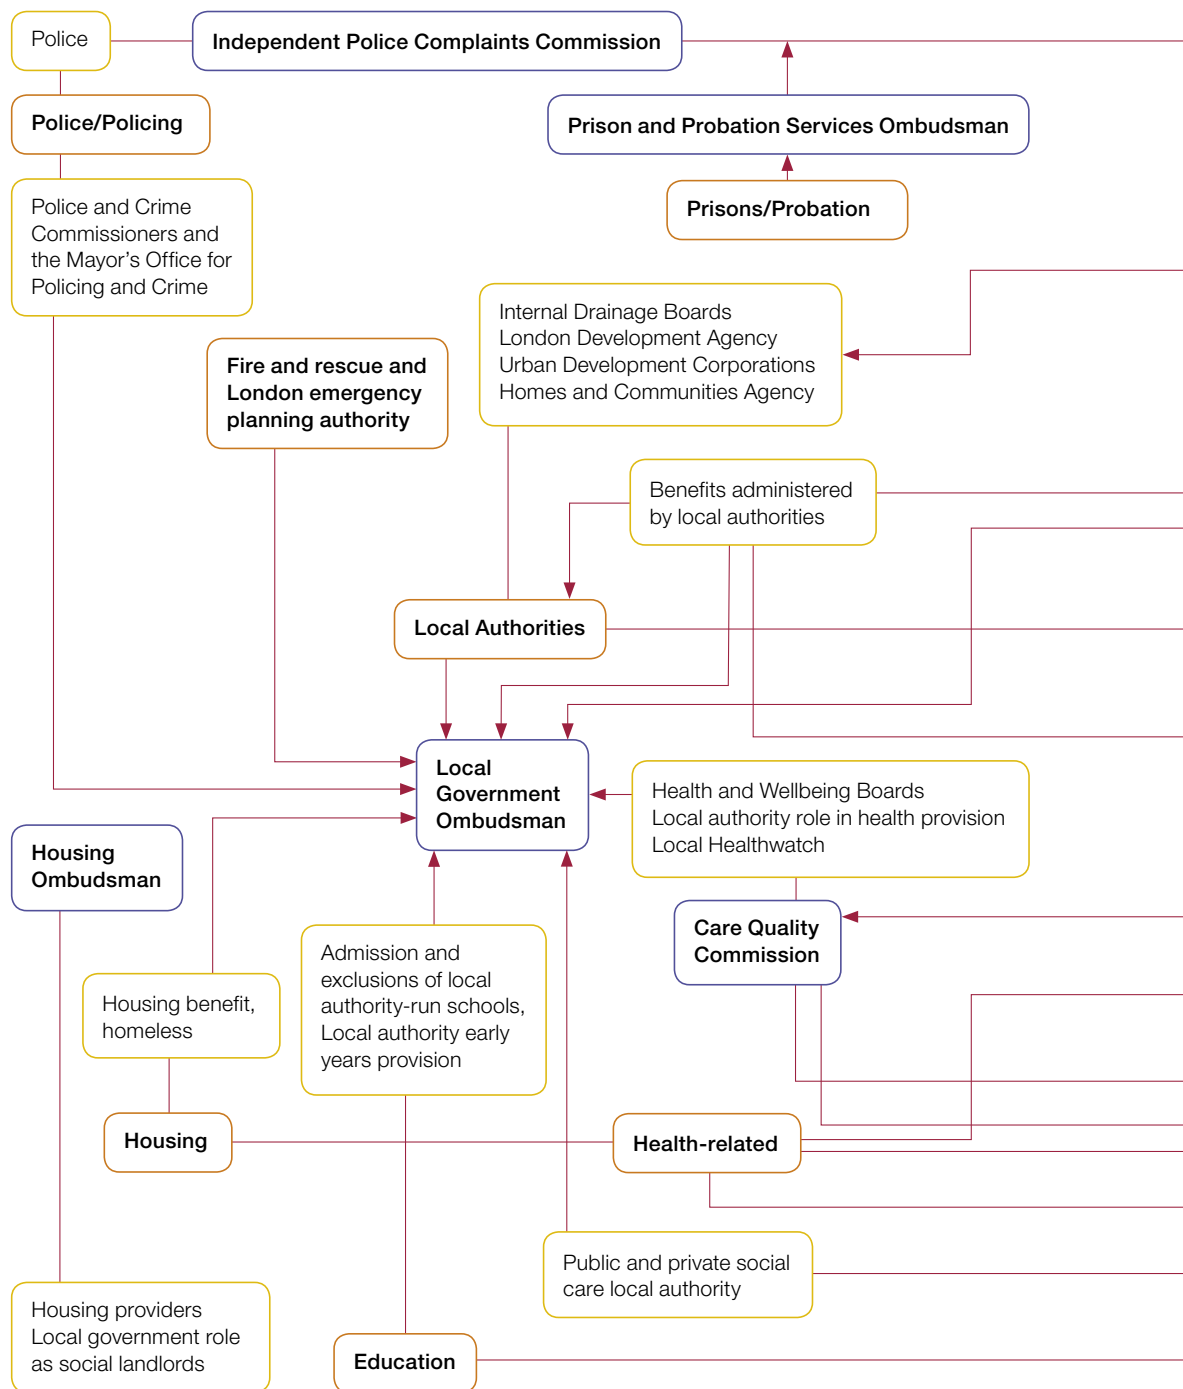 Police
Independent Police Complaints Commission
Police/Policing
Prison and Probation Services Ombudsman
Police and Crime
Commissioners and
the Mayor’s Office for
Policing and Crime
Prisons/Probation
Internal Drainage Boards
London Development Agency
Urban Development Corporations
Homes and Communities Agency
Fire and rescue and
London emergency
planning authority
Benefits administered
by local authorities
Local Authorities
Local
Government
Ombudsman
Health and Wellbeing Boards
Local authority role in health provision
Local Healthwatch
Housing
Ombudsman
Care Quality
Commission
Admission and
exclusions of local
authority-run schools,
Local authority early
years provision
Housing benefit,
homeless
Housing
Health-related
Public and private social
care local authority
Housing providers
Local government role
as social landlords
Education